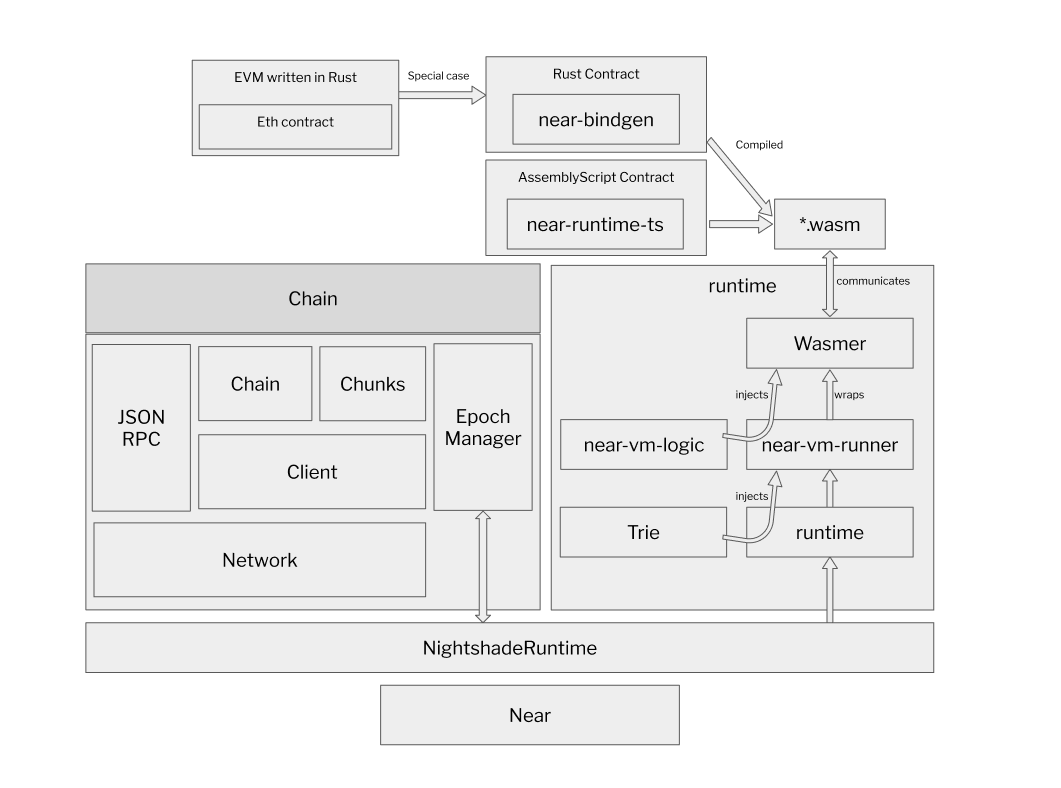 EVM written in Rust
Eth contract
Special case
Rust Contract
near-bindgen
Compiled
AssemblyScript Contract
near-runtime-ts
*.wasm
communicates
Chain
JSON
RPC
Chain
Chunks
Client
Epoch
Manager
Network
runtime
Wasmer
injects
wraps
near-vm-logic
near-vm-runner
injects
Trie
runtime
NightshadeRuntime
Near